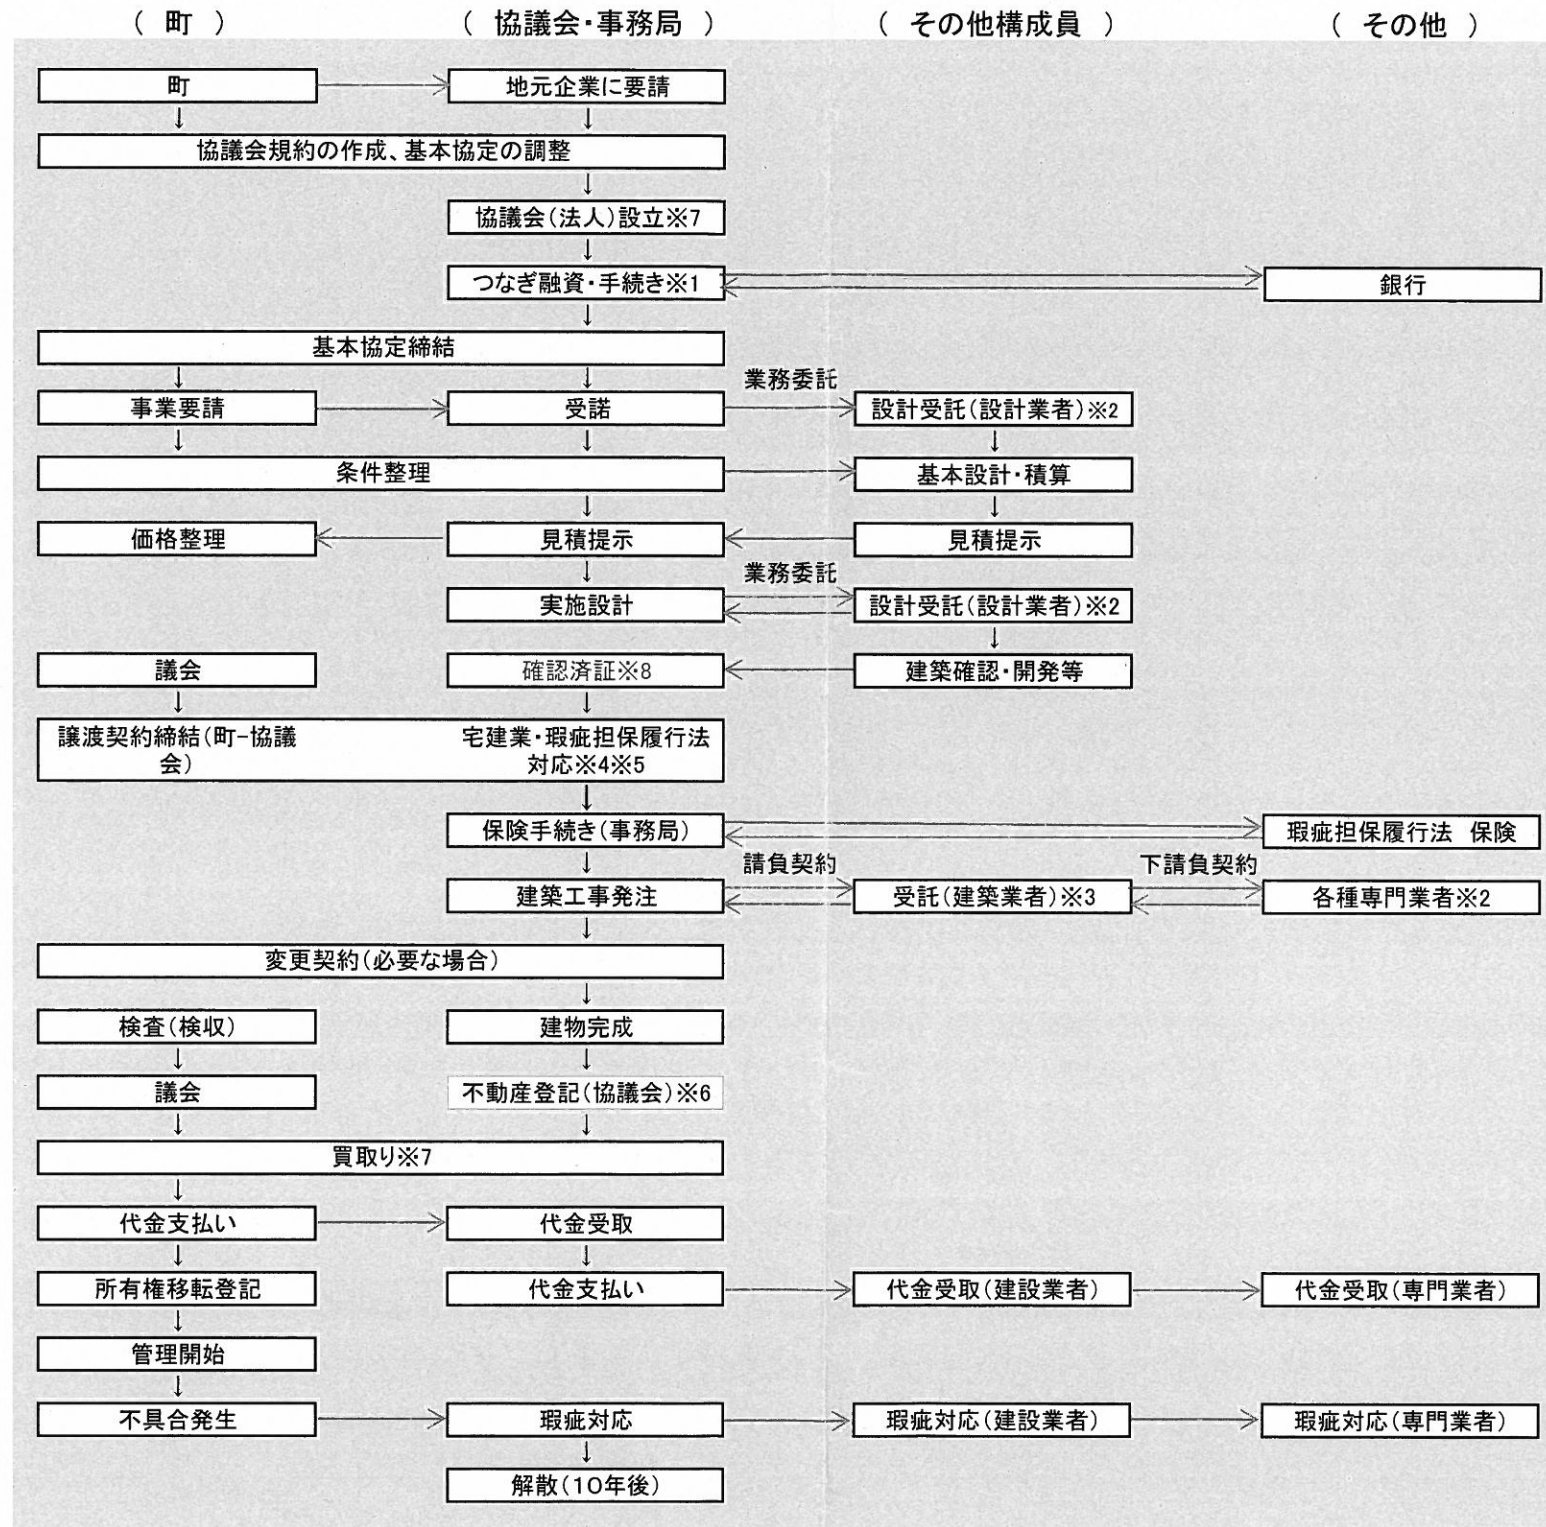 ( 町 )
( 協議会・事務局 )
( その他構成員 )
( その他 )
町
地元企業に要請
協議会規約の作成、基本協定の調整
協議会(法人)設立※7
つなぎ融資・手続き※1
銀行
基本協定締結
業務委託
事業要請
受諾
設計受託(設計業者)※2
条件整理
基本設計・積算
価格整理
見積提示
見積提示
業務委託
実施設計
設計受託(設計業者)※2
議会
確認済証※8
建築確認・開発等
譲渡契約締結(町-協議
会)
宅建業・瑕疵担保履行法
対応※4※5
保険手続き(事務局)
瑕疵担保履行法 保険
請負契約
下請負契約
建築工事発注
受託(建築業者)※3
各種専門業者※2
変更契約(必要な場合)
検査(検収)
建物完成
議会
不動産登記(協議会)※6
買取り※7
代金支払い
代金受取
所有権移転登記
代金支払い
代金受取(建設業者)
代金受取(専門業者)
管理開始
不具合発生
瑕疵対応
瑕疵対応(建設業者)
瑕疵対応(専門業者)
解散(10年後)